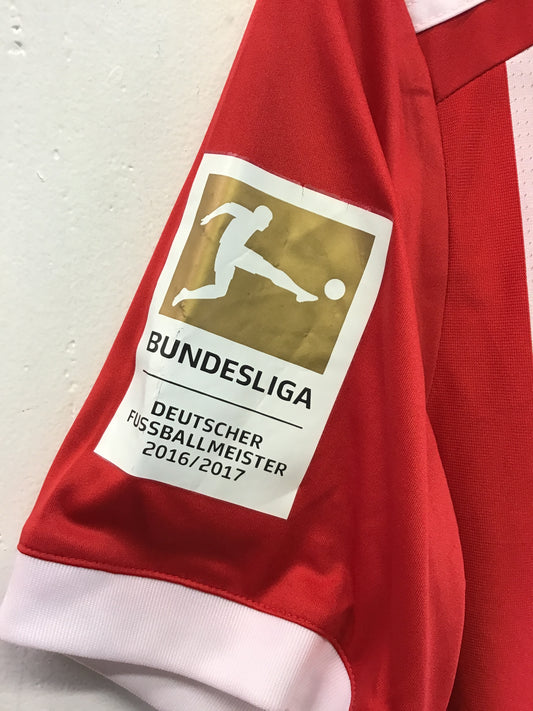 BUNDESLIGA
DEUTSCHER
FUSSBALLMEISTER
2016/2017